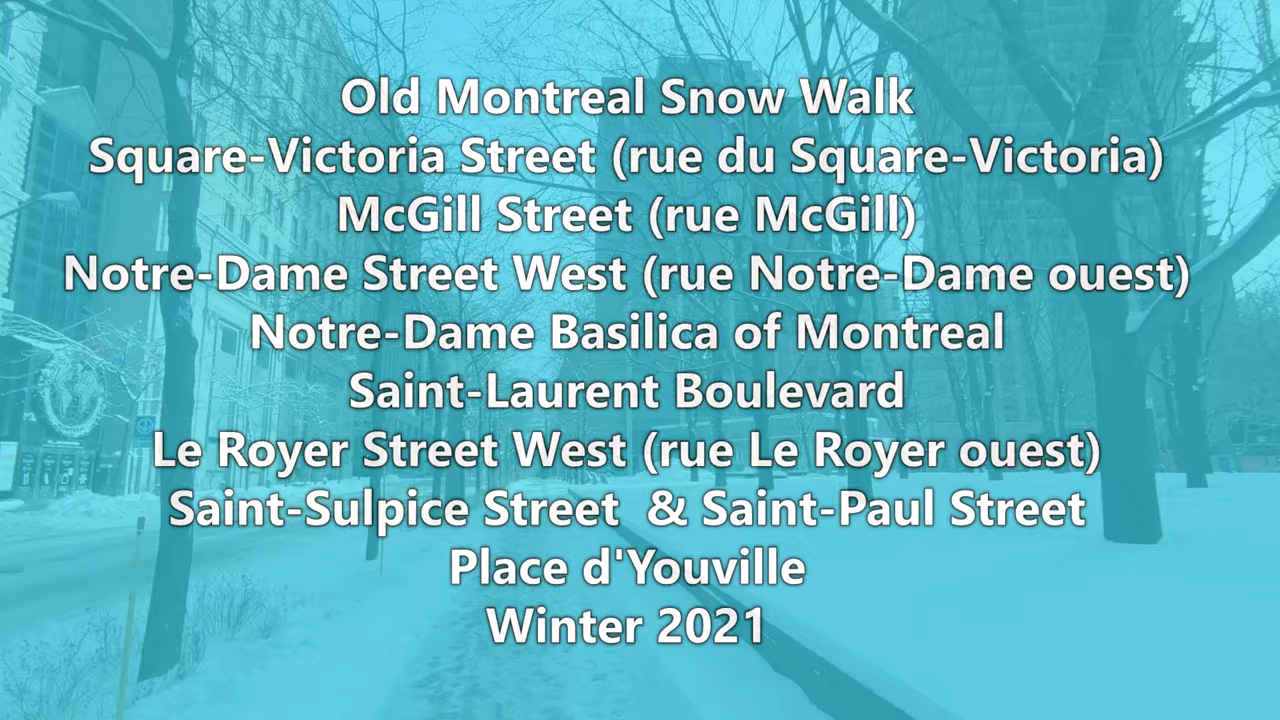 Old Montreal Snow Walk
Square-Victoria Street (rue du Square-Victoria)
McGill Street (rue McGill)
Notre-Dame Street West (rue Notre-Dame ouest)
Notre-Dame Basilica of Montreal
Saint-Laurent Boulevard
Le Royer Street West (rue Le Royer ouest)
Saint-Sulpice Street & Saint-Paul Street
Place d'Youville
Winter 2021